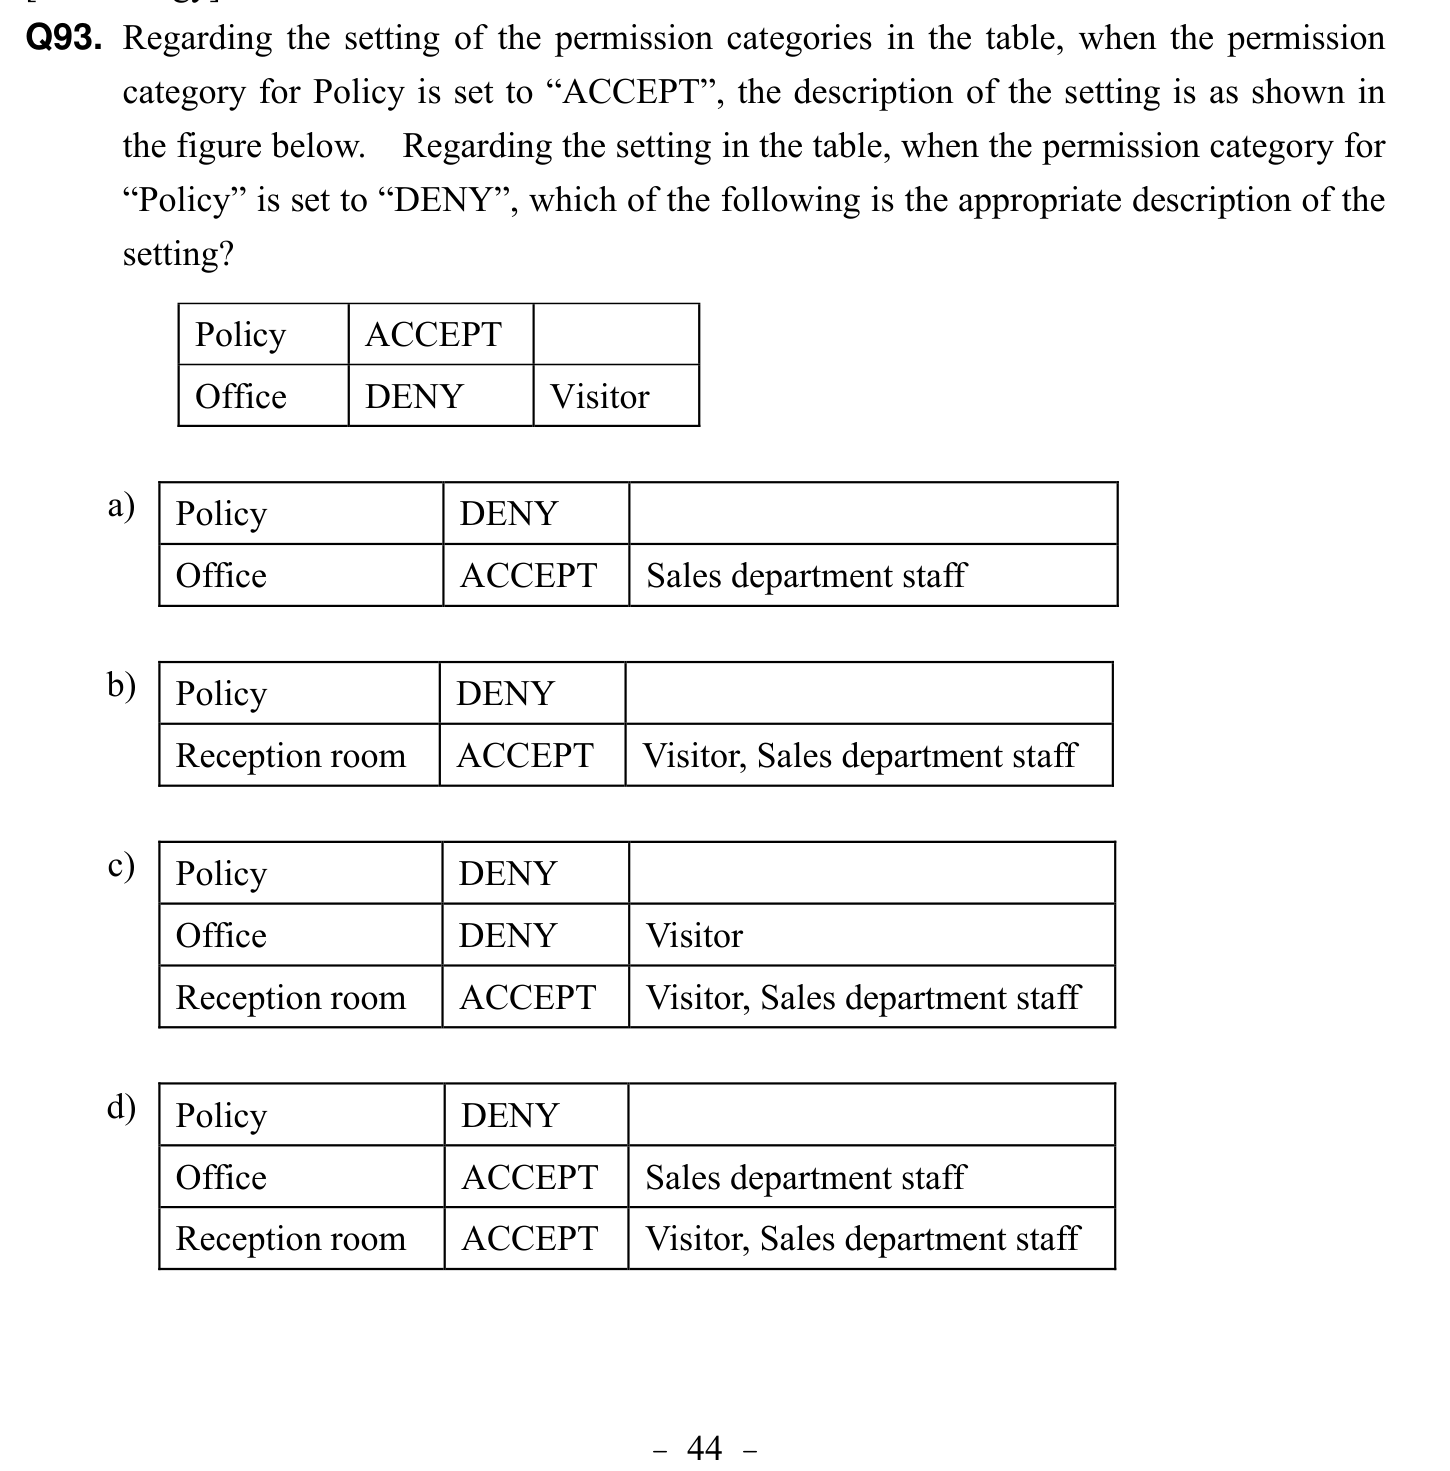 Q93. Regarding the setting of the permission categories in the table, when the permission
category for Policy is set to “ACCEPT”, the description of the setting is as shown in
the figure below. Regarding the setting in the table, when the permission category for
“Policy” is set to “DENY”, which of the following is the appropriate description of the
setting?
Policy ACCEPT
Office DENY Visitor
a) Policy DENY
Office ACCEPT Sales department staff
b) Policy DENY
Reception room ACCEPT Visitor, Sales department staff
c) Policy DENY
Office DENY Visitor
Reception room ACCEPT Visitor, Sales department staff
d) Policy DENY
Office ACCEPT Sales department staff
Reception room ACCEPT Visitor, Sales department staff
– 44 –